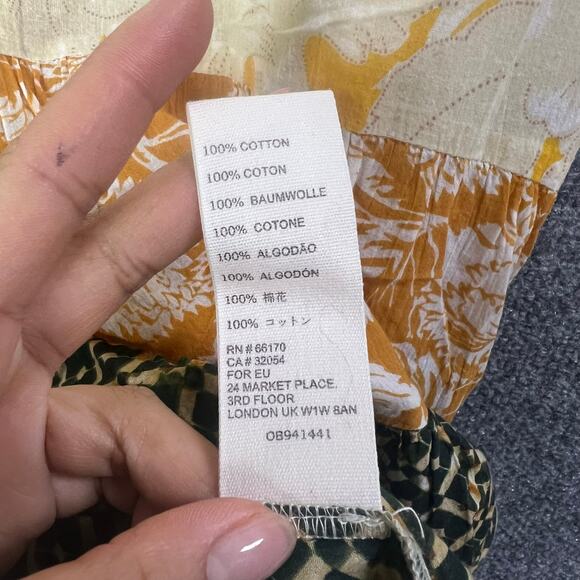 100% COTTON
100% COTON
100% BAUMWOLLE
100% COTONE
100% ALGODÃO
100% ALGODÓN
100% 棉花
100% コットン
RN # 66170
CA # 32054
FOR EU
24 MARKET PLACE,
3RD FLOOR
LONDON UK W1W 8AN
OB941441